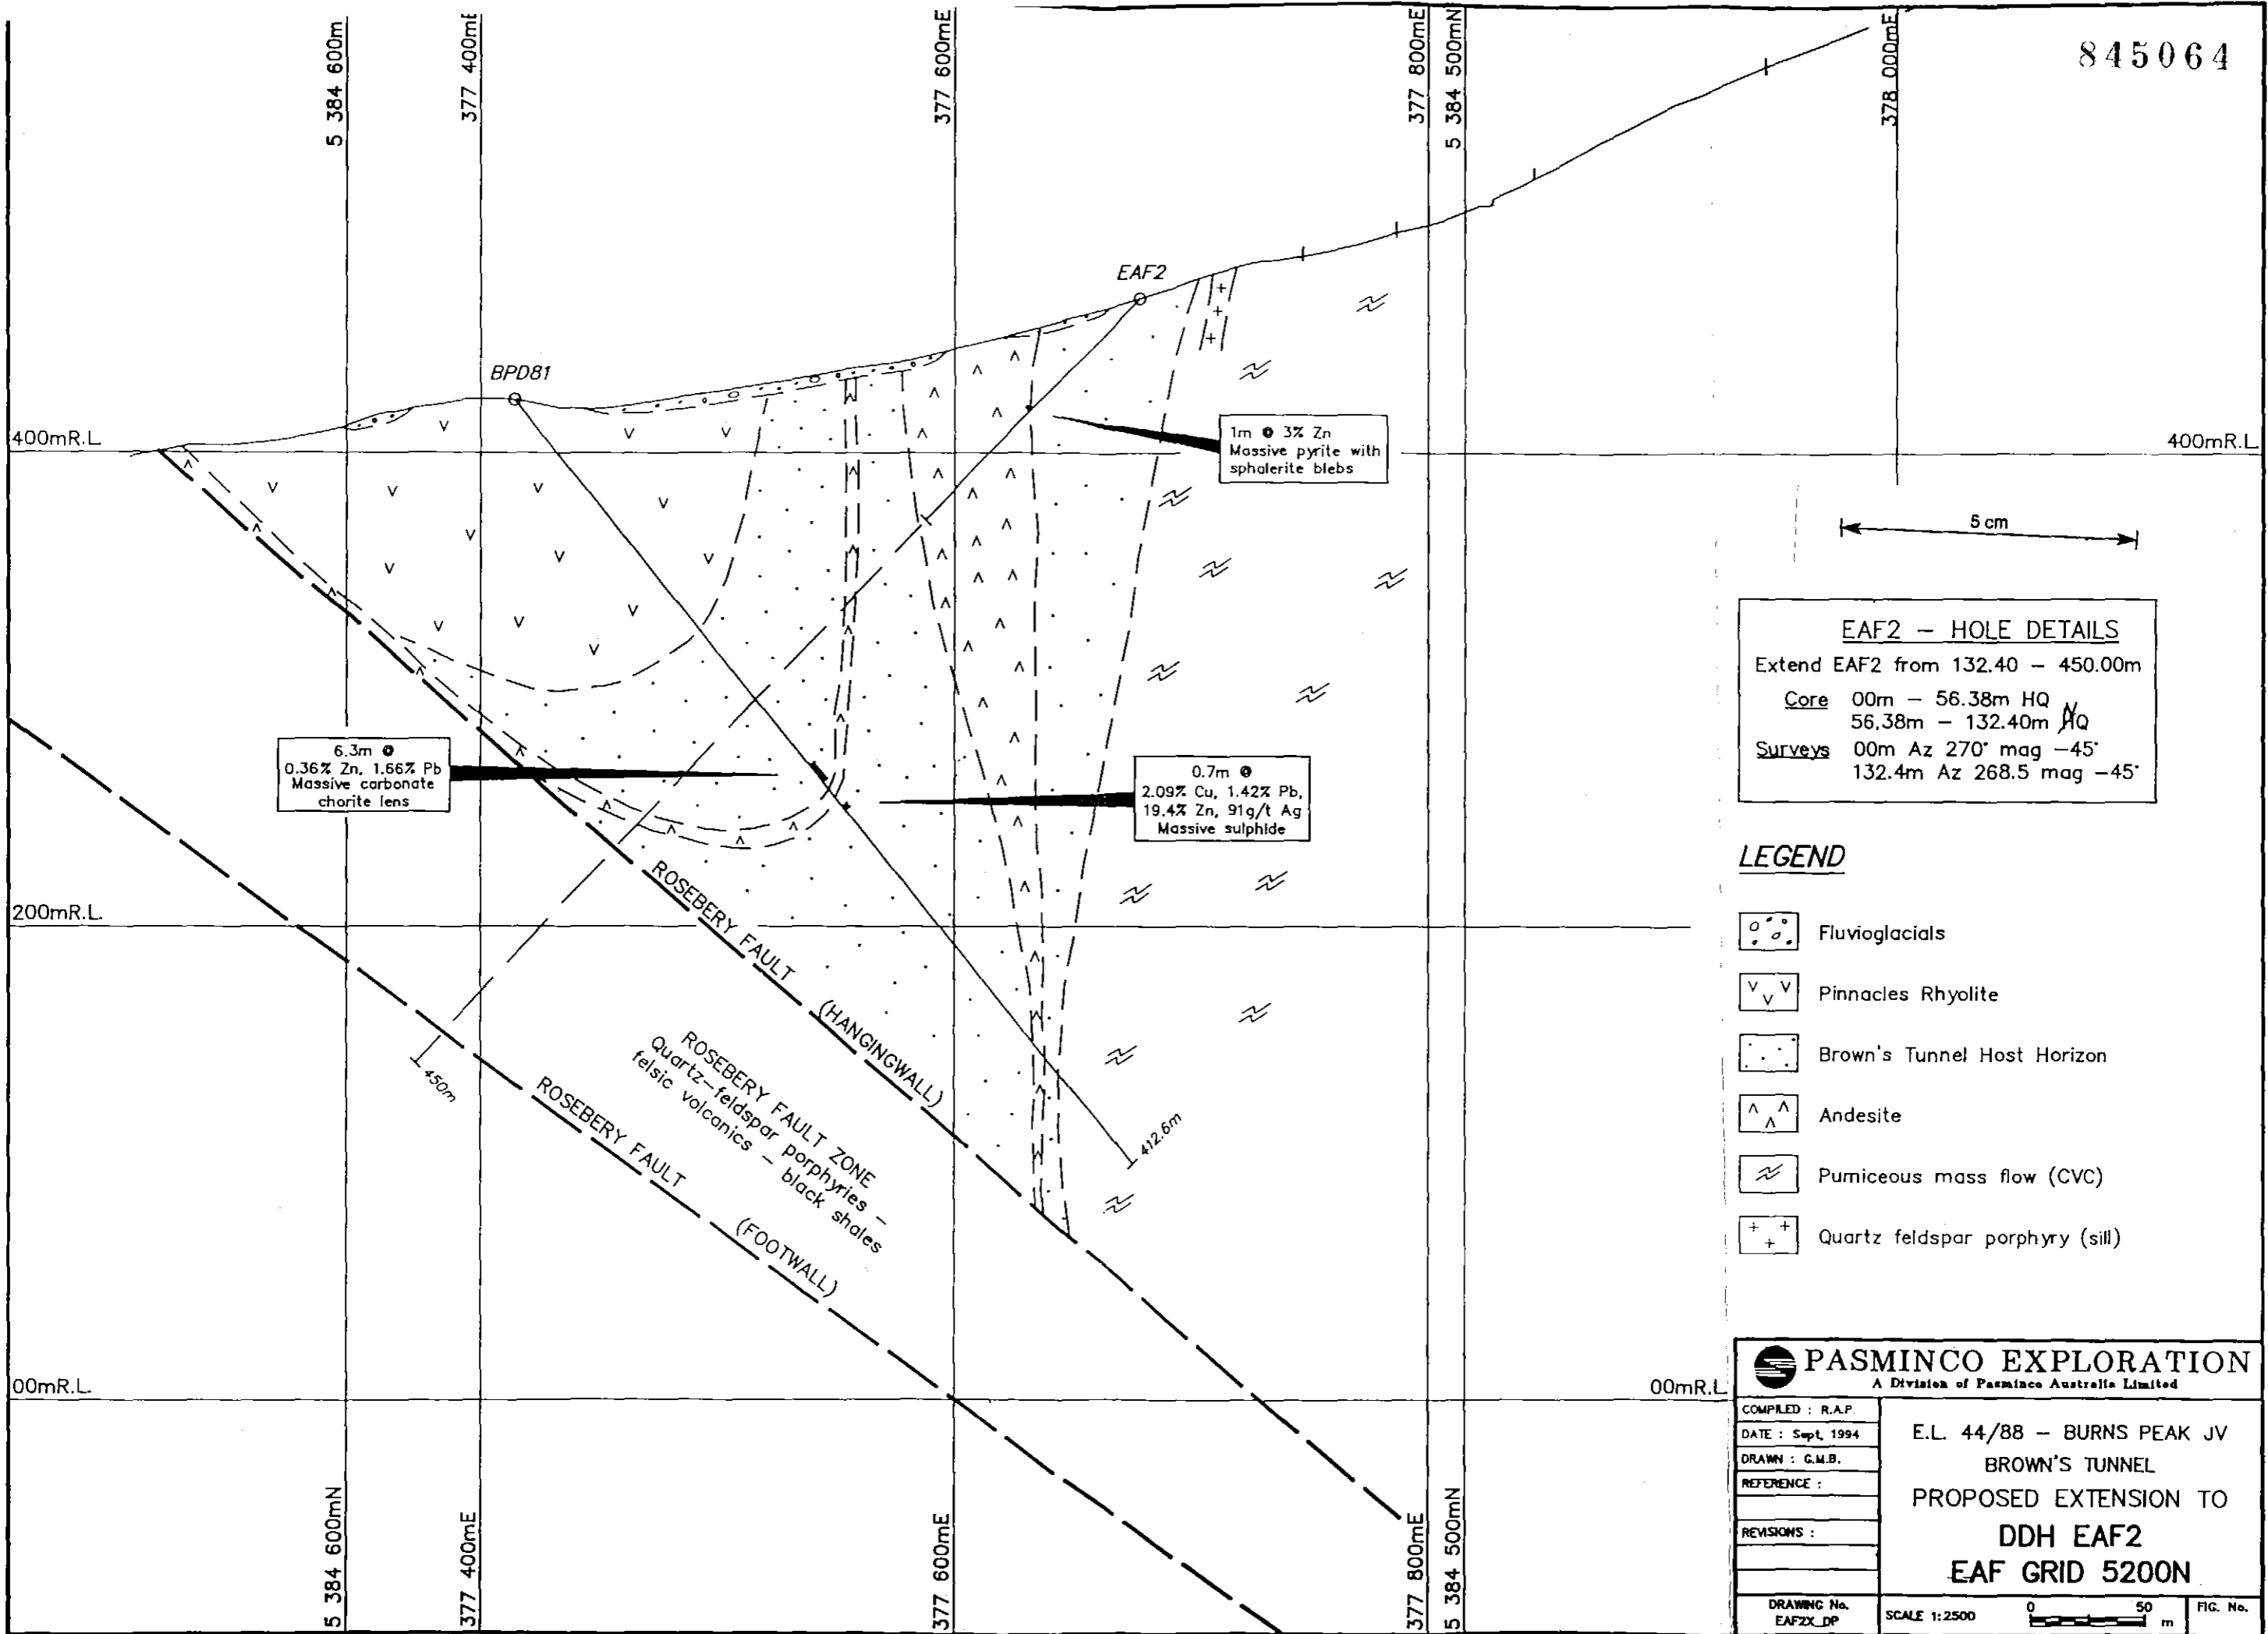 845064
5 384 600m
377 400mE
377 600mE
377 800mE
5 384 500mN
378 000mE
EAF2
BPD81
400mR.L.
400mR.L.
1m @ 3% Zn
Massive pyrite with
sphalerite blebs
5 cm
EAF2 – HOLE DETAILS
Extend EAF2 from 132.40 – 450.00m
Core 00m – 56.38m HQ
56.38m – 132.40m HQ N
Surveys 00m Az 270° mag –45°
132.4m Az 268.5 mag –45°
6.3m @
0.36% Zn, 1.66% Pb
Massive carbonate
chorite lens
0.7m @
2.09% Cu, 1.42% Pb,
19.4% Zn, 91g/t Ag
Massive sulphide
LEGEND
Fluvioglacials
Pinnacles Rhyolite
Brown's Tunnel Host Horizon
Andesite
Pumiceous mass flow (CVC)
Quartz feldspar porphyry (sill)
200mR.L.
ROSEBERY FAULT
(HANGINGWALL)
ROSEBERY FAULT ZONE
Quartz–feldspar porphyries –
felsic volcanics – black shales
450m
412.6m
ROSEBERY FAULT
(FOOTWALL)
00mR.L.
00mR.L.
5 384 600mN
377 400mE
377 600mE
377 800mE
5 384 500mN
PASMINCO EXPLORATION
A Division of Pasminco Australia Limited
COMPILED : R.A.P.
DATE : Sept, 1994
DRAWN : G.M.B.
REFERENCE :
REVISIONS :
E.L. 44/88 – BURNS PEAK JV
BROWN'S TUNNEL
PROPOSED EXTENSION TO
DDH EAF2
EAF GRID 5200N
DRAWING No.
EAF2X_DP
SCALE 1:2500
0 50 m
FIG. No.